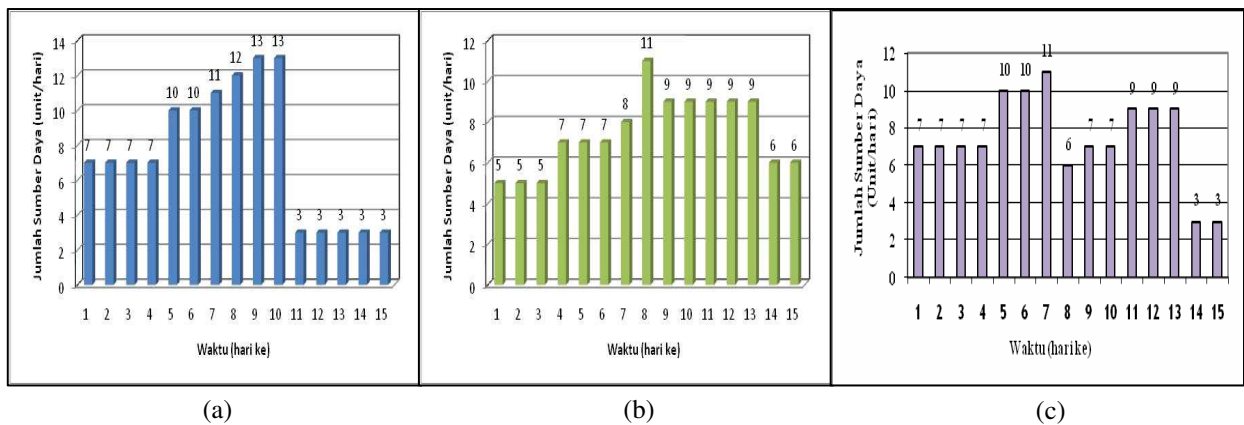 Jumlah Sumber Daya (unit/hari)
14
12
10
8
6
4
2
0
7 7 7 7 10 10 11 12 13 13 3 3 3 3 3
1 2 3 4 5 6 7 8 9 10 11 12 13 14 15
Waktu (hari ke)
(a)
Jumlah Sumber Daya (unit/hari)
12
10
8
6
4
2
0
5 5 5 7 7 7 8 11 9 9 9 9 9 6 6
1 2 3 4 5 6 7 8 9 10 11 12 13 14 15
Waktu (hari ke)
(b)
Jumlah Sumber Daya
(Unit/hari)
12
10
8
6
4
2
0
7 7 7 7 10 10 11 6 7 7 9 9 9 3 3
1 2 3 4 5 6 7 8 9 10 11 12 13 14 15
Waktu (hari ke)
(c)